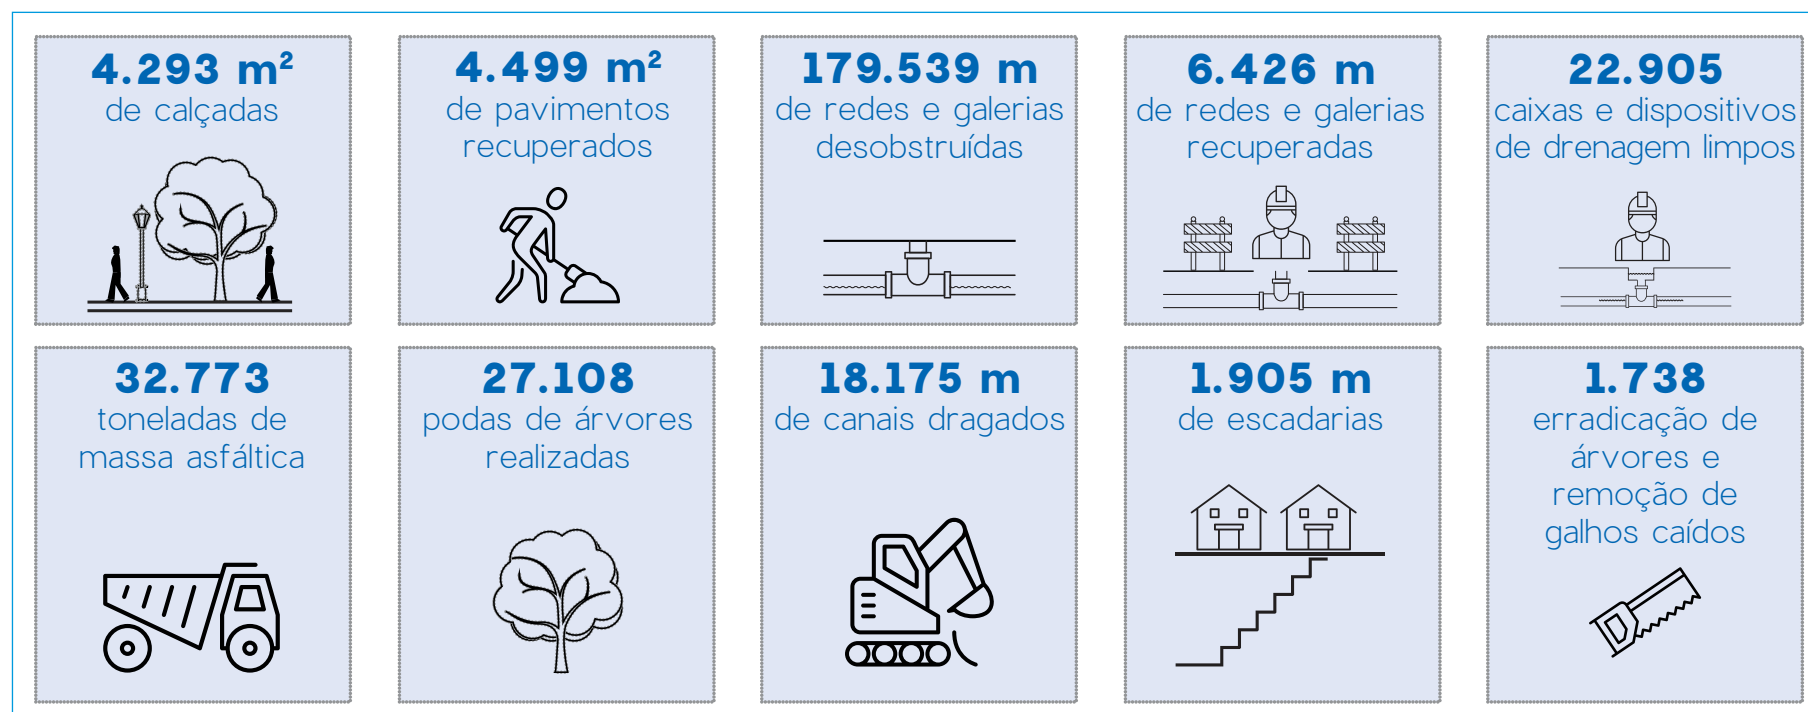 4.293 m²
de calçadas
4.499 m²
de pavimentos
recuperados
179.539 m
de redes e galerias
desobstruídas
6.426 m
de redes e galerias
recuperadas
22.905
caixas e dispositivos
de drenagem limpos
32.773
toneladas de
massa asfáltica
27.108
podas de árvores
realizadas
18.175 m
de canais dragados
1.905 m
de escadarias
1.738
erradicação de
árvores e
remoção de
galhos caídos